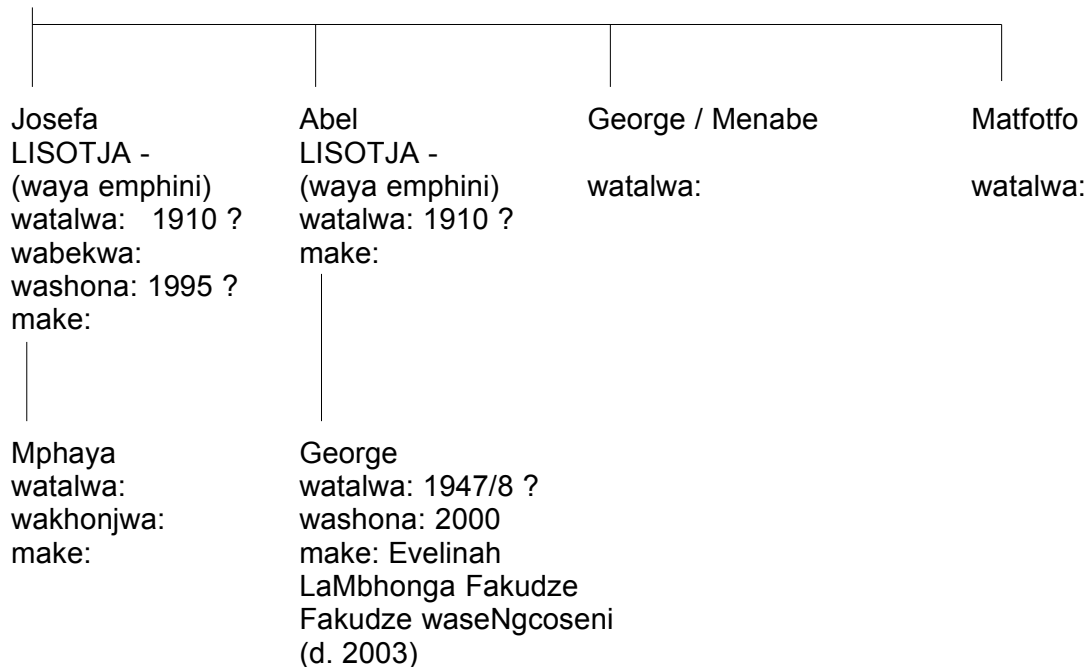 Josefa
LISOTJA -
(waya emphini)
watalwa: 1910 ?
wabekwa:
washona: 1995 ?
make:
Abel
LISOTJA -
(waya emphini)
watalwa: 1910 ?
make:
George / Menabe
watalwa:
Matfotfo
watalwa:
Mphaya
watalwa:
wakhonjwa:
make:
George
watalwa: 1947/8 ?
washona: 2000
make: Evelinah
LaMbhonga Fakudze
Fakudze waseNgcoseni
(d. 2003)